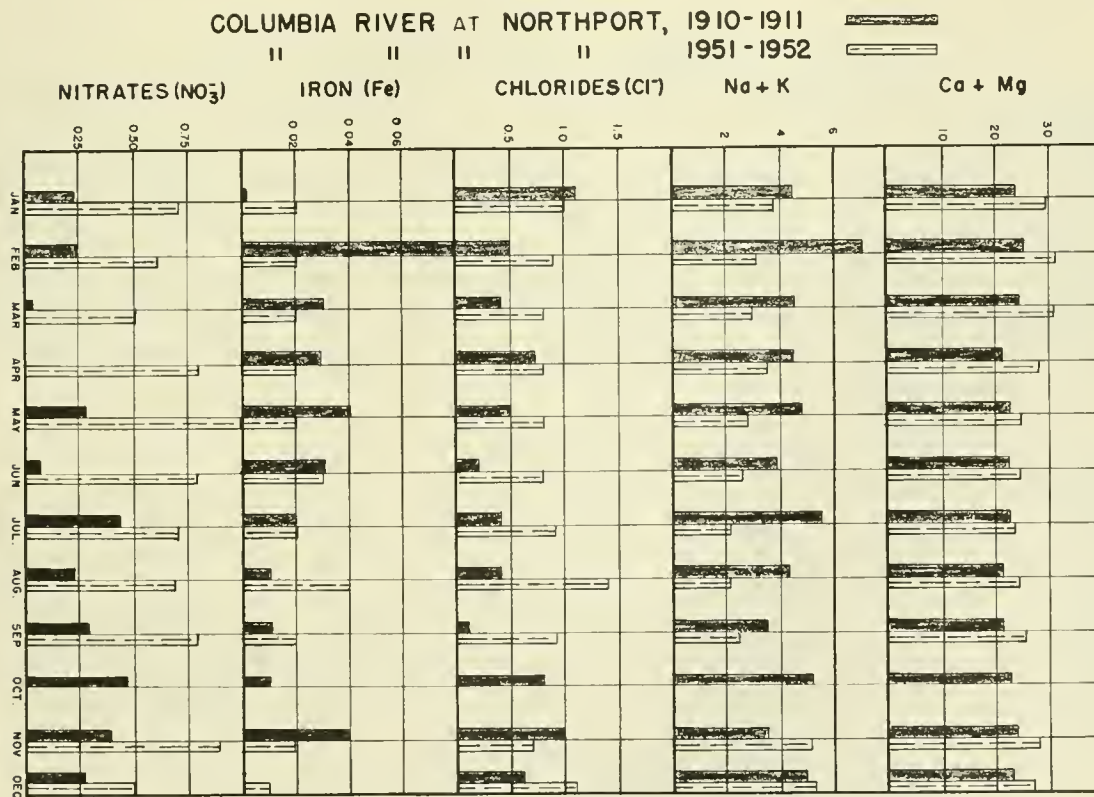 COLUMBIA RIVER AT NORTHPORT, 1910-1911
" " " " 1951-1952
NITRATES (NO₃⁻) IRON (Fe) CHLORIDES (Cl⁻) Na + K Ca + Mg
0.25 0.50 0.75 0.02 0.04 0.06 0.5 1.0 1.5 2 4 6 10 20 30
JAN
FEB
MAR
APR
MAY
JUN
JUL.
AUG
SEP
OCT.
NOV
DEC